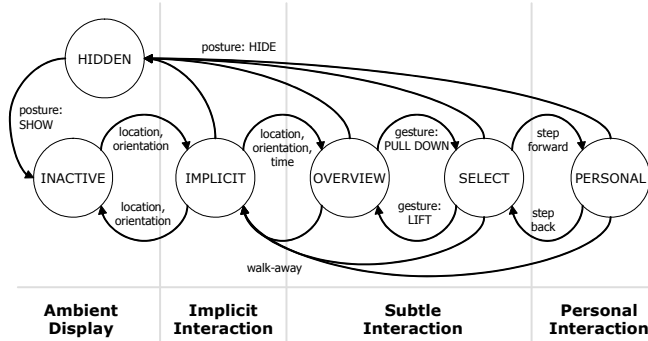 posture: HIDE
HIDDEN
posture:
SHOW
location,
orientation
location,
orientation,
time
gesture:
PULL DOWN
step
forward
INACTIVE
IMPLICIT
OVERVIEW
SELECT
PERSONAL
location,
orientation
gesture:
LIFT
step
back
walk-away
Ambient
Display
Implicit
Interaction
Subtle
Interaction
Personal
Interaction